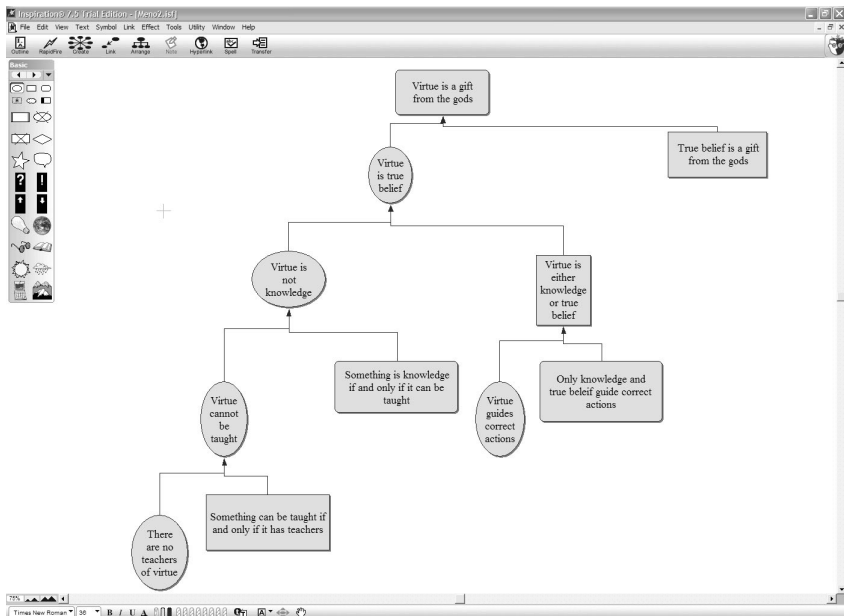 Inspiration® 7.5 Trial Edition - [Meno2.isf]
File Edit View Text Symbol Link Effect Tools Utility Window Help
Outline RapidFire Create Link Arrange Note Hyperlink Spell Transfer
Basic
Virtue is a gift
from the gods
True belief is a gift
from the gods
Virtue
is true
belief
Virtue is
not
knowledge
Virtue is
either
knowledge
or true
belief
Something is knowledge
if and only if it can be
taught
Only knowledge and
true beleif guide correct
actions
Virtue
cannot
be
taught
Virtue
guides
correct
actions
Something can be taught if
and only if it has teachers
There
are no
teachers
of virtue
75%
Times New Roman 36 B I U A